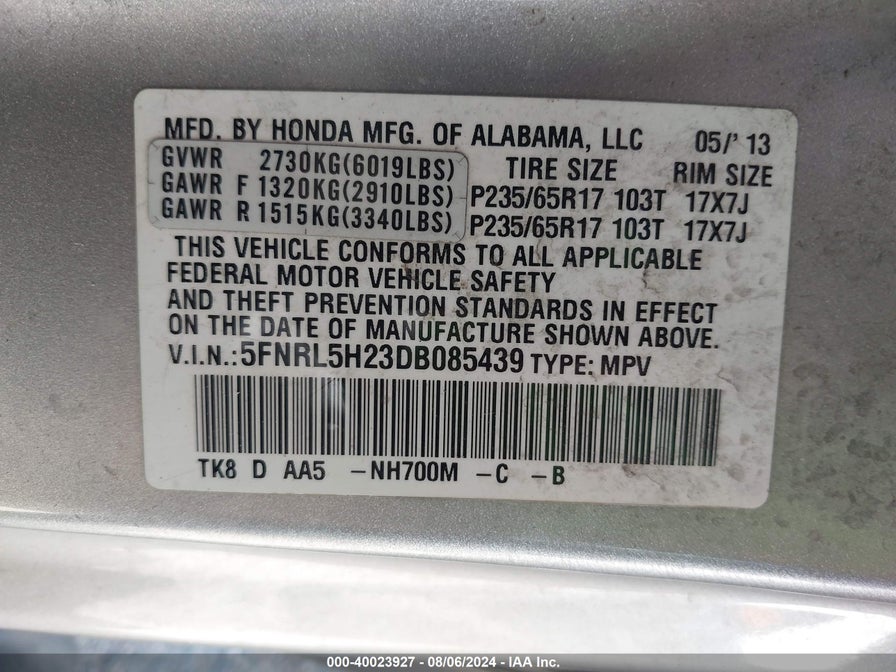 MFD. BY HONDA MFG. OF ALABAMA, LLC 05/' 13
GVWR 2730KG(6019LBS) TIRE SIZE RIM SIZE
GAWR F 1320KG(2910LBS) P235/65R17 103T 17X7J
GAWR R 1515KG(3340LBS) P235/65R17 103T 17X7J
THIS VEHICLE CONFORMS TO ALL APPLICABLE
FEDERAL MOTOR VEHICLE SAFETY
AND THEFT PREVENTION STANDARDS IN EFFECT
ON THE DATE OF MANUFACTURE SHOWN ABOVE.
V.I.N.:5FNRL5H23DB085439 TYPE: MPV
TK8 D AA5 -NH700M -C -B
000-40023927 - 08/06/2024 - IAA Inc.